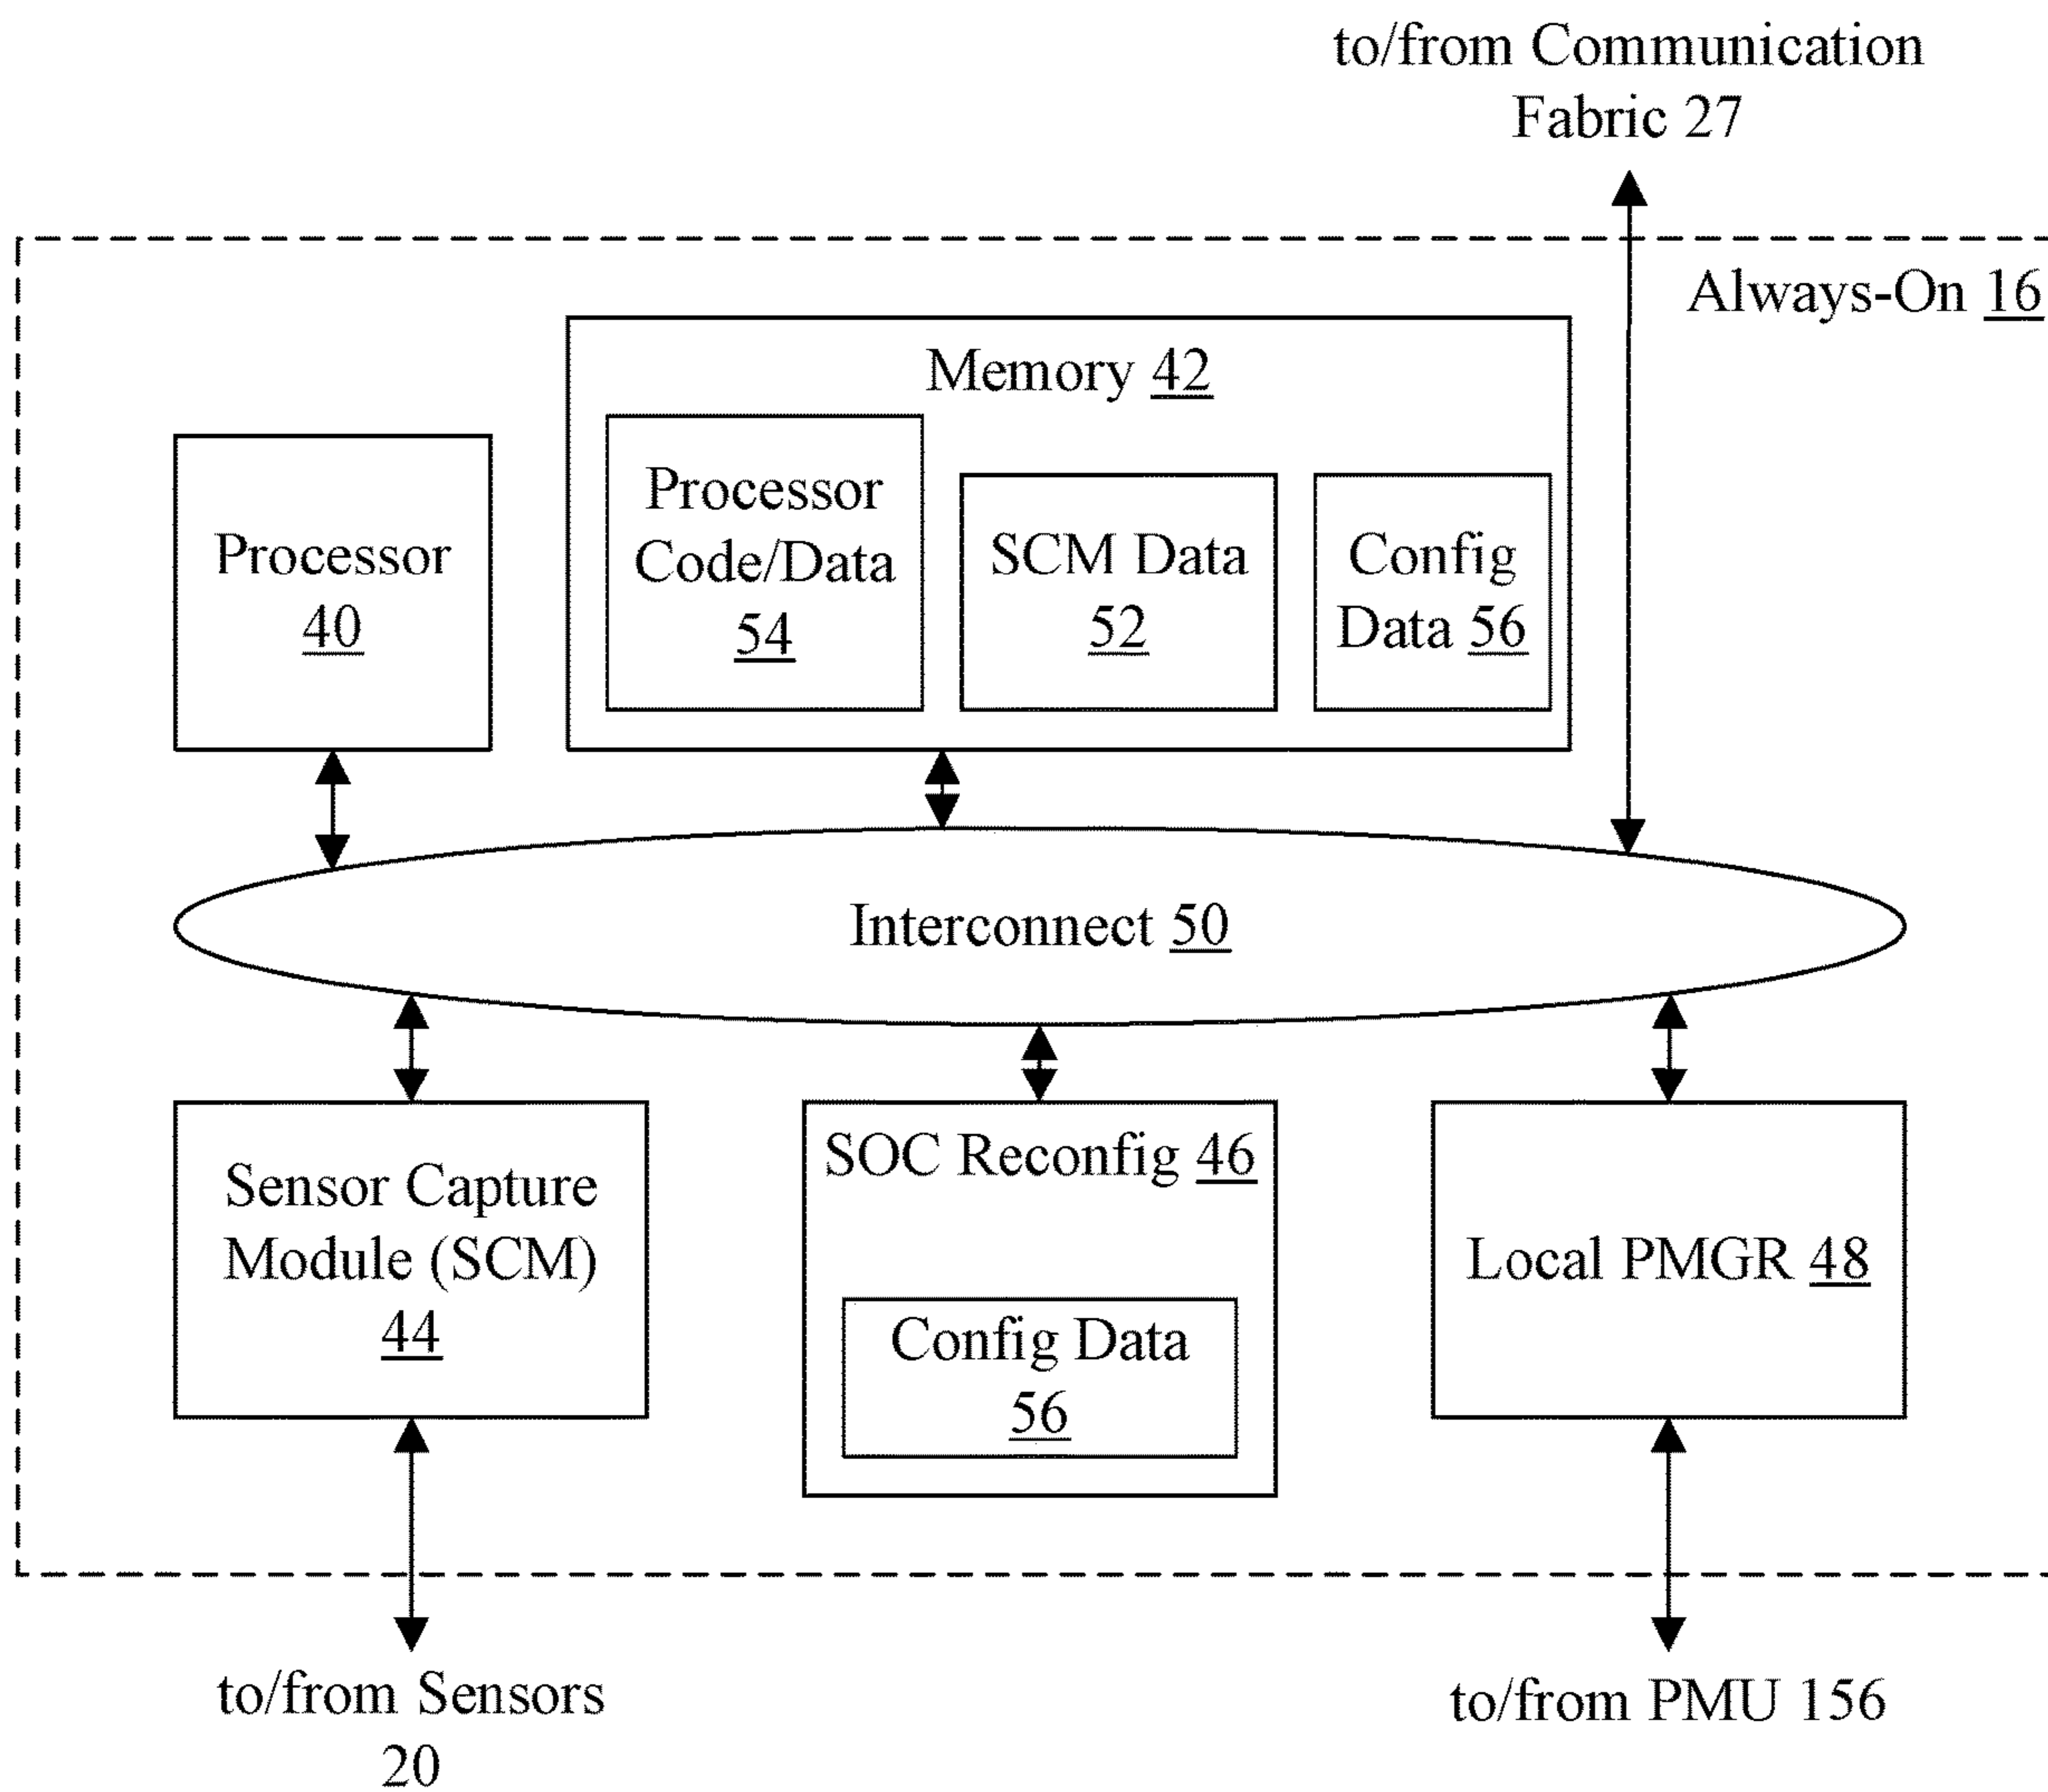 to/from Communication
Fabric 27
Always-On 16
Memory 42
Processor
40
Processor
Code/Data
54
SCM Data
52
Config
Data 56
Interconnect 50
Sensor Capture
Module (SCM)
44
SOC Reconfig 46
Config Data
56
Local PMGR 48
to/from Sensors
20
to/from PMU 156